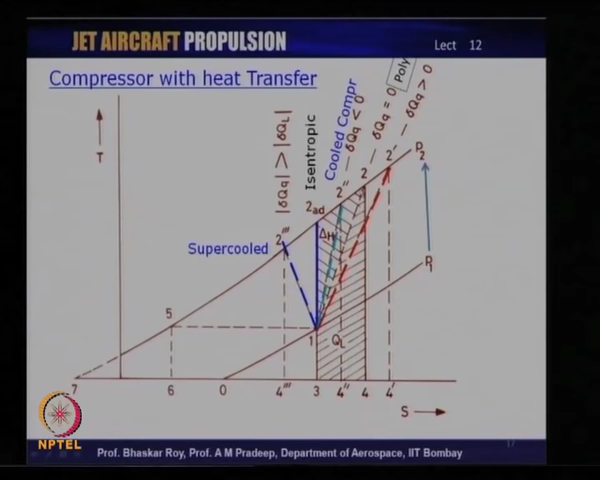 JET AIRCRAFT PROPULSION
Lect 12
Compressor with heat Transfer
T
|δQq| > |δQL|
Isentropic
Cooled Compr
δQq < 0
δQq = 0
Poly
δQq > 0
P2
2'
2
2"
2ad
2'''
ΔH
Supercooled
P1
5
1
QL
7
6
0
4'''
3
4"
4
4'
S
NPTEL
17
Prof. Bhaskar Roy, Prof. A M Pradeep, Department of Aerospace, IIT Bombay